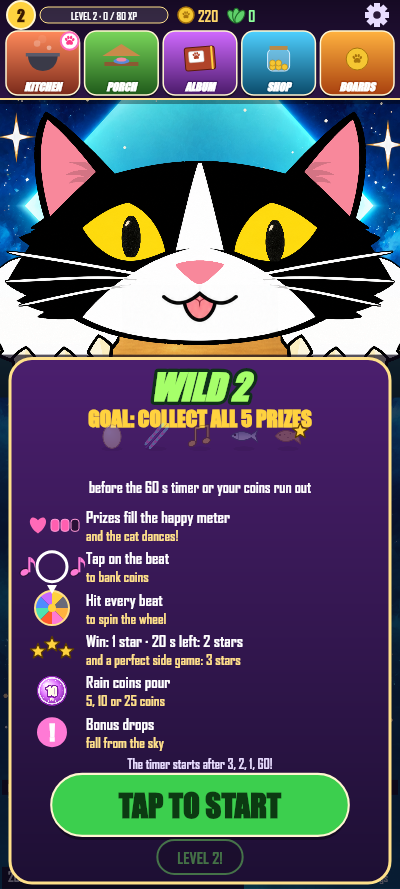 2
LEVEL 2 · 0 / 80 XP
220
0
KITCHEN
PORCH
ALBUM
SHOP
BOARDS
WILD 2
GOAL: COLLECT ALL 5 PRIZES
before the 60 s timer or your coins run out
Prizes fill the happy meter
and the cat dances!
Tap on the beat
to bank coins
Hit every beat
to spin the wheel
Win: 1 star · 20 s left: 2 stars
and a perfect side game: 3 stars
10
Rain coins pour
5, 10 or 25 coins
!
Bonus drops
fall from the sky
The timer starts after 3, 2, 1, GO!
TAP TO START
LEVEL 2!